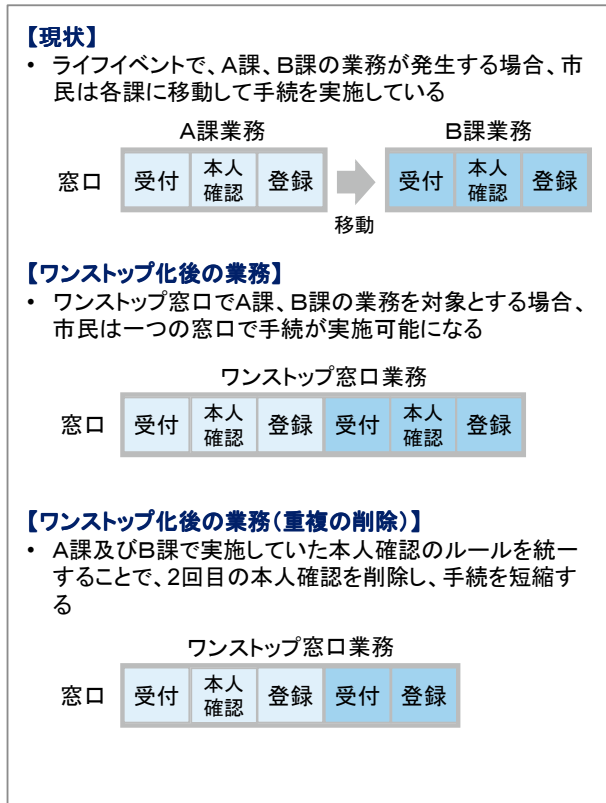 【現状】
• ライフイベントで、A課、B課の業務が発生する場合、市
民は各課に移動して手続を実施している
A課業務
B課業務
窓口 受付 本人確認 登録 受付 本人確認 登録
移動
【ワンストップ化後の業務】
• ワンストップ窓口でA課、B課の業務を対象とする場合、
市民は一つの窓口で手続が実施可能になる
ワンストップ窓口業務
窓口 受付 本人確認 登録 受付 本人確認 登録
【ワンストップ化後の業務(重複の削除)】
• A課及びB課で実施していた本人確認のルールを統一
することで、2回目の本人確認を削除し、手続を短縮す
る
ワンストップ窓口業務
窓口 受付 本人確認 登録 受付 登録